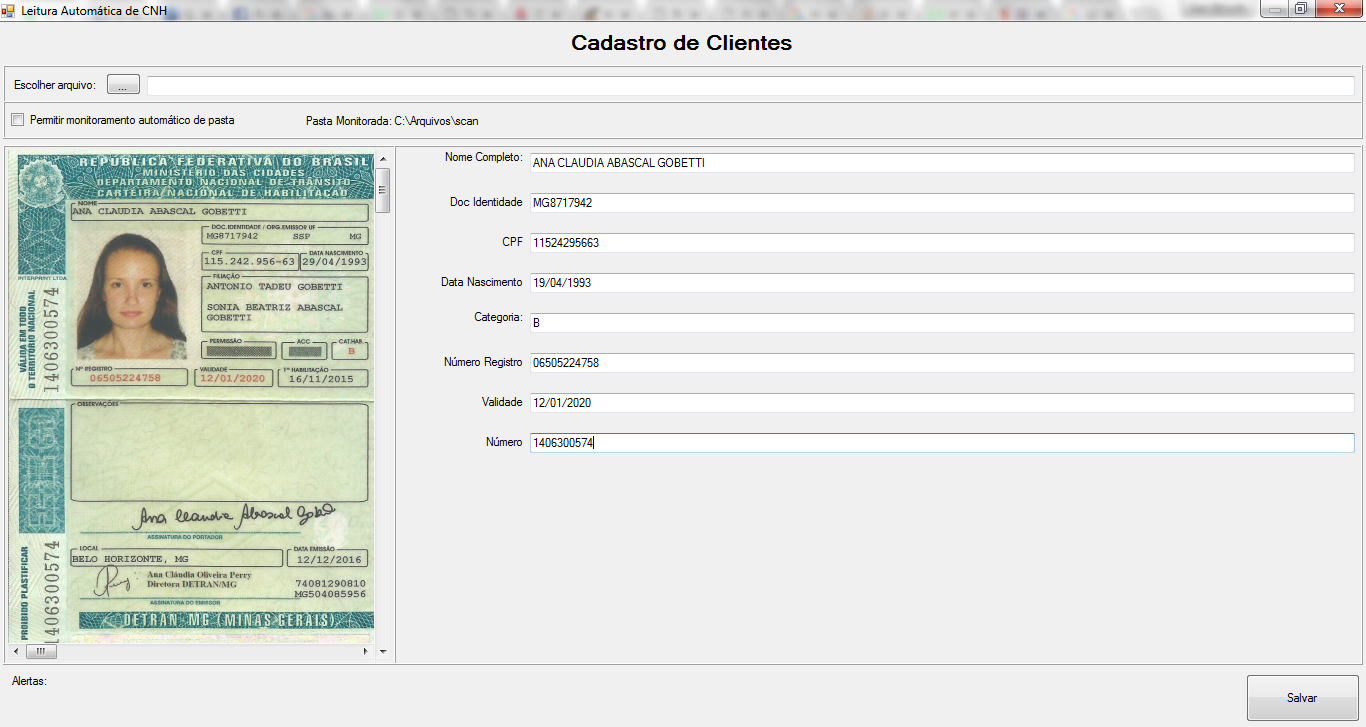 Leitura Automática de CNH
Cadastro de Clientes
Escolher arquivo:
...
Permitir monitoramento automático de pasta
Pasta Monitorada: C:\Arquivos\scan
REPÚBLICA FEDERATIVA DO BRASIL
MINISTÉRIO DAS CIDADES
DEPARTAMENTO NACIONAL DE TRÂNSITO
CARTEIRA NACIONAL DE HABILITAÇÃO
NOME
ANA CLAUDIA ABASCAL GOBETTI
DOC. IDENTIDADE / ORG EMISSOR UF
MG8717942 SSP MG
CPF
115.242.956-63
DATA NASCIMENTO
29/04/1993
FILIAÇÃO
ANTONIO TADEU GOBETTI
SONIA BEATRIZ ABASCAL
GOBETTI
PERMISSÃO
ACC
CAT.HAB.
B
Nº REGISTRO
06505224758
VALIDADE
12/01/2020
1ª HABILITAÇÃO
16/11/2015
INTERPRINT LTDA
VÁLIDA EM TODO
O TERRITÓRIO NACIONAL
1406300574
OBSERVAÇÕES
Ana Claudia Abascal Gobetti
ASSINATURA DO PORTADOR
LOCAL
BELO HORIZONTE, MG
DATA EMISSÃO
12/12/2016
Ana Cláudia Oliveira Perry
Diretora DETRAN/MG
74081290810
MG504085956
ASSINATURA DO EMISSOR
PROIBIDO PLASTIFICAR
1406300574
DETRAN MG (MINAS GERAIS)
Nome Completo: ANA CLAUDIA ABASCAL GOBETTI
Doc Identidade MG8717942
CPF 11524295663
Data Nascimento 19/04/1993
Categoria: B
Número Registro 06505224758
Validade 12/01/2020
Número 1406300574
Alertas:
Salvar